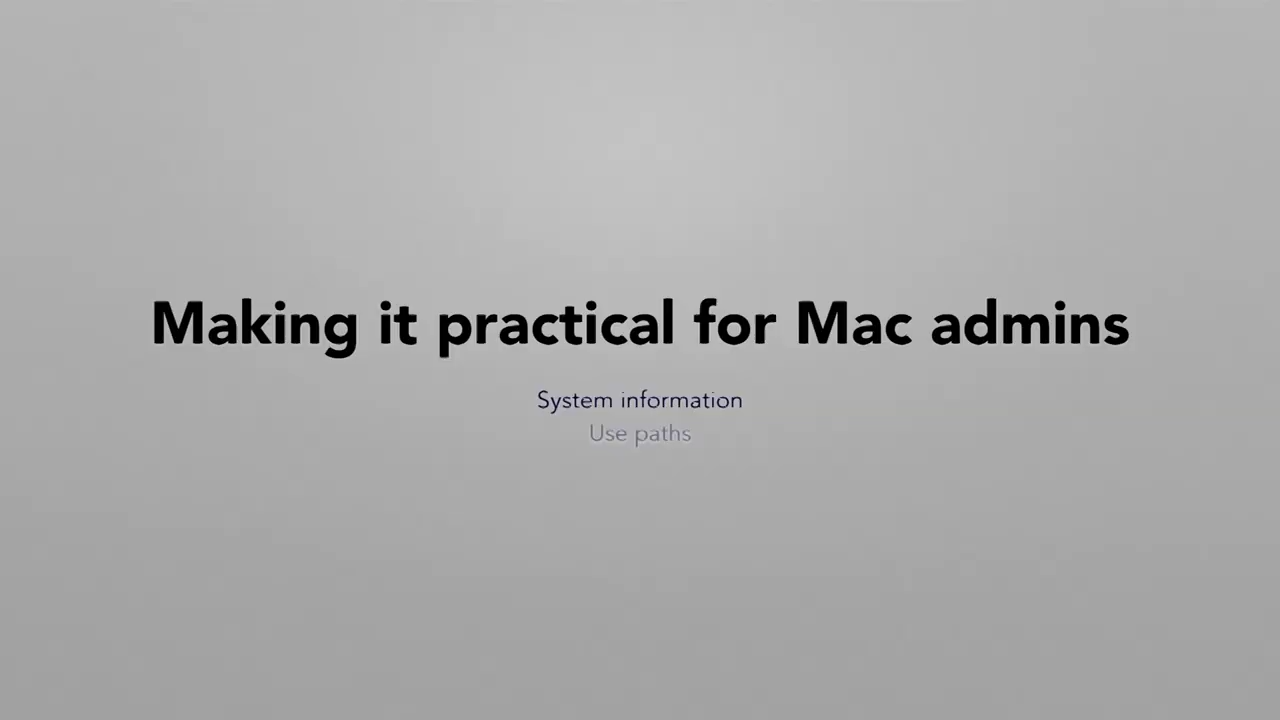 Making it practical for Mac admins
System information
Use paths